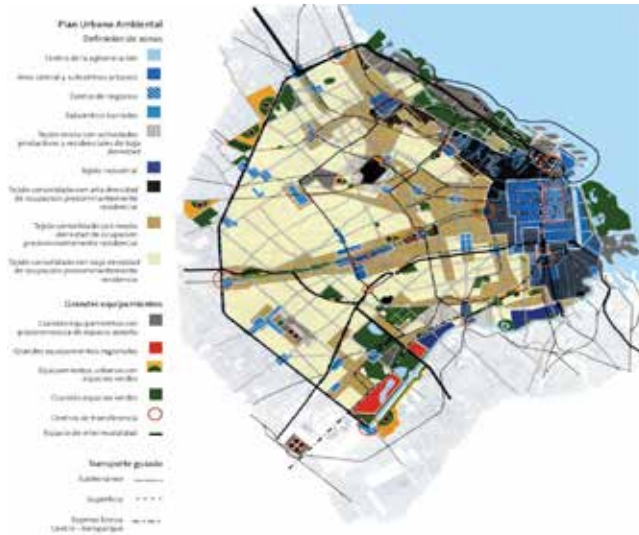 Plan Urbano Ambiental
Definición de zonas
Centro de la aglomeración
Área central y subcentros urbanos
Centro de negocios
Subcentros barriales
Tejido mixto con actividades
productivas y residenciales de baja
densidad
Tejido industrial
Tejido consolidado con alta densidad
de ocupación predominantemente
residencial
Tejido consolidado con media
densidad de ocupación
predominantemente residencial
Tejido consolidado con baja densidad
de ocupación predominantemente
residencial
Grandes equipamientos
Grandes equipamientos con
predominancia de espacio abierto
Grandes equipamientos regionales
Equipamientos urbanos con
espacios verdes
Grandes espacios verdes
Centros de transferencia
Espacio de intermodalidad
Transporte guiado
Subterráneo
Superficie
Centro - Aeroparque